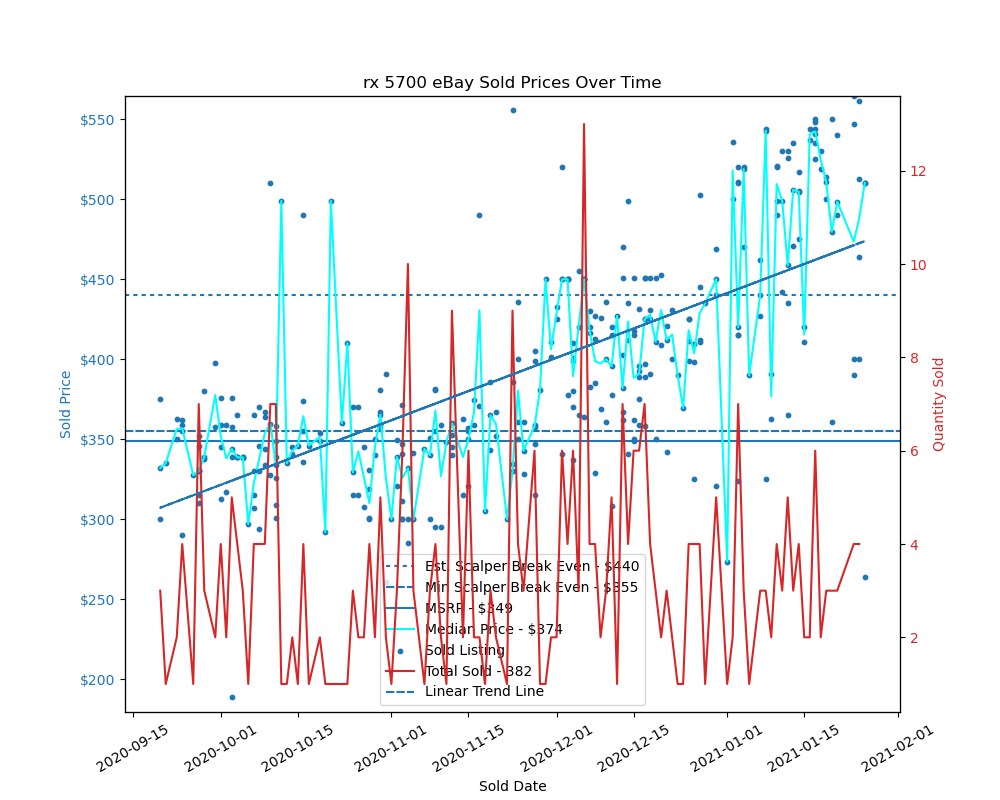 rx 5700 eBay Sold Prices Over Time
$550
$500
$450
$400
$350
$300
$250
$200
Sold Price
12
10
8
6
4
2
Quantity Sold
Est. Scalper Break Even - $440
Min Scalper Break Even - $355
MSRP - $349
Median Price - $374
Sold Listing
Total Sold - 382
Linear Trend Line
2020-09-15
2020-10-01
2020-10-15
2020-11-01
2020-11-15
2020-12-01
2020-12-15
2021-01-01
2021-01-15
2021-02-01
Sold Date